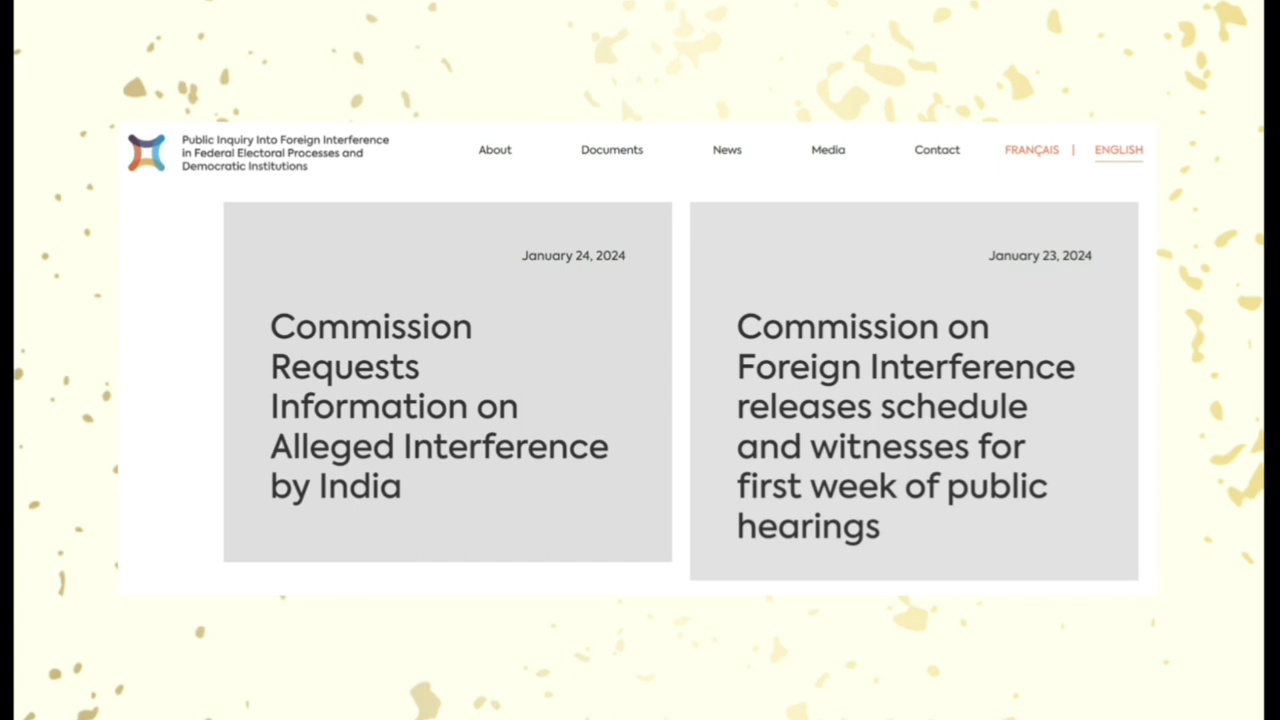 Public Inquiry Into Foreign Interference
in Federal Electoral Processes and
Democratic Institutions
About
Documents
News
Media
Contact
FRANÇAIS | ENGLISH
January 24, 2024
Commission
Requests
Information on
Alleged Interference
by India
January 23, 2024
Commission on
Foreign Interference
releases schedule
and witnesses for
first week of public
hearings